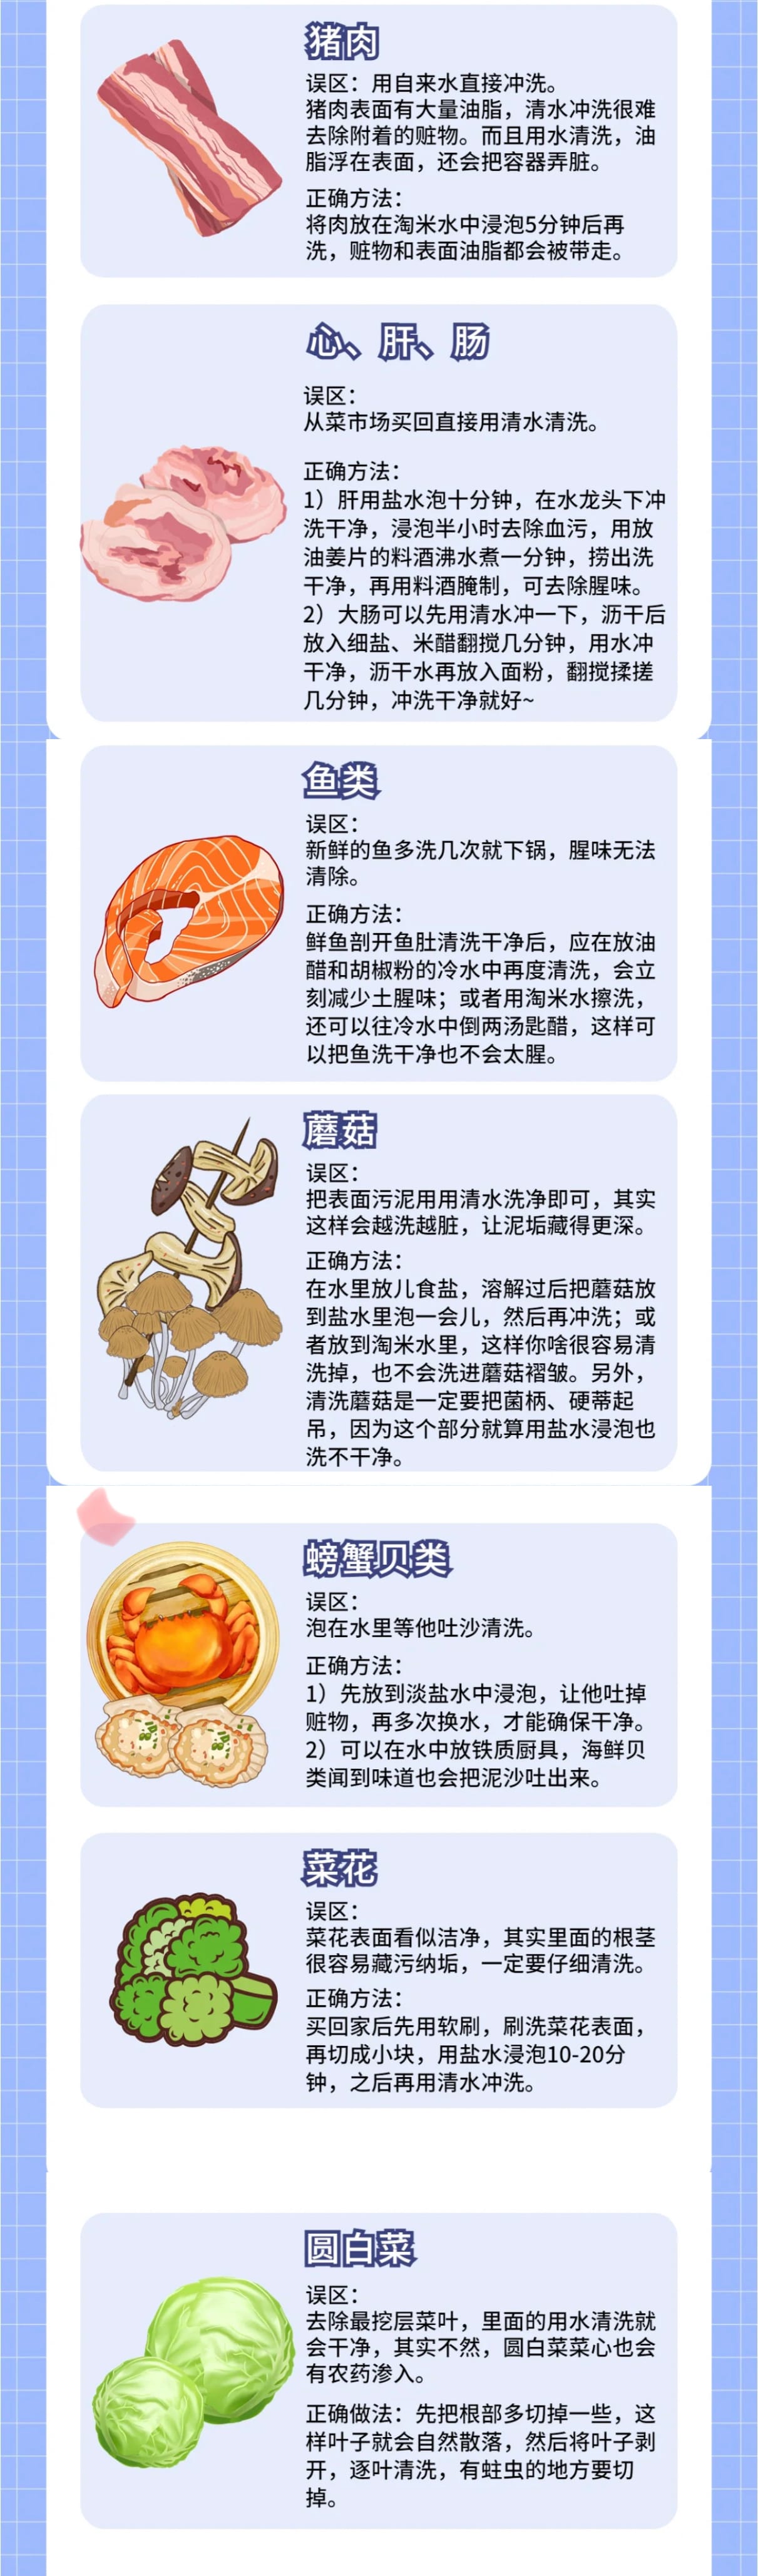 猪肉
误区：用自来水直接冲洗。
猪肉表面有大量油脂，清水冲洗很难
去除附着的赃物。而且用水清洗，油
脂浮在表面，还会把容器弄脏。
正确方法：
将肉放在淘米水中浸泡5分钟后再
洗，赃物和表面油脂都会被带走。
心、肝、肠
误区：
从菜市场买回直接用清水清洗。
正确方法：
1）肝用盐水泡十分钟，在水龙头下冲
洗干净，浸泡半小时去除血污，用放
油姜片的料酒沸水煮一分钟，捞出洗
干净，再用料酒腌制，可去除腥味。
2）大肠可以先用清水冲一下，沥干后
放入细盐、米醋翻搅几分钟，用水冲
干净，沥干水再放入面粉，翻搅揉搓
几分钟，冲洗干净就好~
鱼类
误区：
新鲜的鱼多洗几次就下锅，腥味无法
清除。
正确方法：
鲜鱼剖开鱼肚清洗干净后，应在放油
醋和胡椒粉的冷水中再度清洗，会立
刻减少土腥味；或者用淘米水擦洗，
还可以往冷水中倒两汤匙醋，这样可
以把鱼洗干净也不会太腥。
蘑菇
误区：
把表面污泥用用清水洗净即可，其实
这样会越洗越脏，让泥垢藏得更深。
正确方法：
在水里放儿食盐，溶解过后把蘑菇放
到盐水里泡一会儿，然后再冲洗；或
者放到淘米水里，这样你啥很容易清
洗掉，也不会洗进蘑菇褶皱。另外，
清洗蘑菇是一定要把菌柄、硬蒂起
吊，因为这个部分就算用盐水浸泡也
洗不干净。
螃蟹贝类
误区：
泡在水里等他吐沙清洗。
正确方法：
1）先放到淡盐水中浸泡，让他吐掉
赃物，再多次换水，才能确保干净。
2）可以在水中放铁质厨具，海鲜贝
类闻到味道也会把泥沙吐出来。
菜花
误区：
菜花表面看似洁净，其实里面的根茎
很容易藏污纳垢，一定要仔细清洗。
正确方法：
买回家后先用软刷，刷洗菜花表面，
再切成小块，用盐水浸泡10-20分
钟，之后再用清水冲洗。
圆白菜
误区：
去除最挖层菜叶，里面的用水清洗就
会干净，其实不然，圆白菜菜心也会
有农药渗入。
正确做法：先把根部多切掉一些，这
样叶子就会自然散落，然后将叶子剥
开，逐叶清洗，有蛀虫的地方要切
掉。